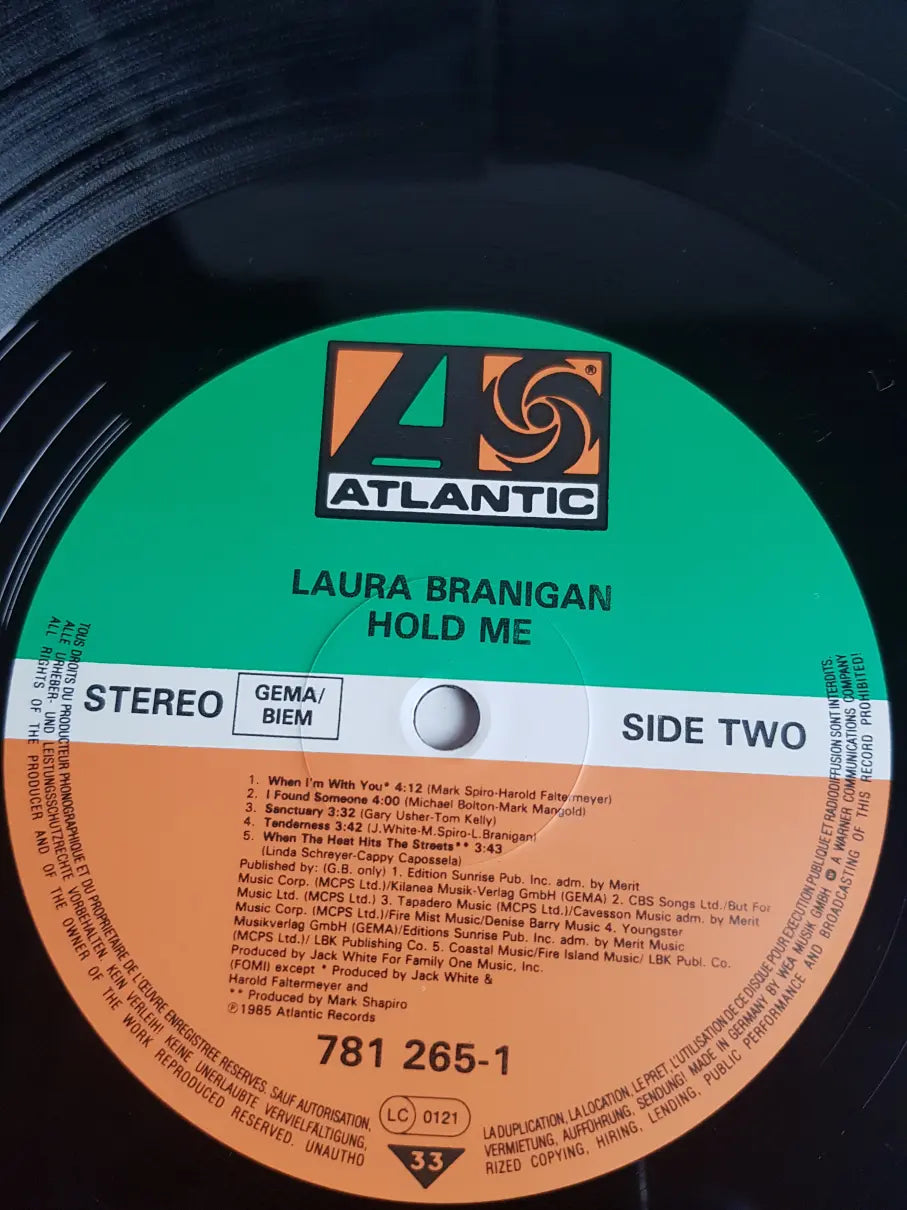 A
®
ATLANTIC
LAURA BRANIGAN
HOLD ME
STEREO
GEMA/
BIEM
SIDE TWO
1. When I'm With You* 4:12 (Mark Spiro-Harold Faltermeyer)
2. I Found Someone 4:00 (Michael Bolton-Mark Mangold)
3. Sanctuary 3:32 (Gary Usher-Tom Kelly)
4. Tenderness 3:42 (J.White-M.Spiro-L.Branigan)
5. When The Heat Hits The Streets** 3:43
(Linda Schreyer-Cappy Capossela)
Published by: (G.B. only) 1. Edition Sunrise Pub. Inc. adm. by Merit
Music Corp. (MCPS Ltd.)/Kilanea Musik-Verlag GmbH (GEMA) 2. CBS Songs Ltd./But For
Music Ltd. (MCPS Ltd.) 3. Tapadero Music (MCPS Ltd.)/Cavesson Music adm. by Merit
Music Corp. (MCPS Ltd.)/Fire Mist Music/Denise Barry Music 4. Youngster
Musikverlag GmbH (GEMA)/Editions Sunrise Pub. Inc. adm. by Merit Music
(MCPS Ltd.)/ LBK Publishing Co. 5. Coastal Music/Fire Island Music/ LBK Publ. Co.
Produced by Jack White For Family One Music, Inc.
(FOMI) except * Produced by Jack White &
Harold Faltermeyer and
** Produced by Mark Shapiro
℗1985 Atlantic Records
781 265-1
LC 0121
33
TOUS DROITS DU PRODUCTEUR PHONOGRAPHIQUE ET DU PROPRIETAIRE DE L'ŒUVRE ENREGISTREE RESERVES. SAUF AUTORISATION, LA DUPLICATION, LA LOCATION, LE PRET, L'UTILISATION DE CE DISQUE POUR EXECUTION PUBLIQUE ET RADIODIFFUSION SONT INTERDITS.
ALLE URHEBER- UND LEISTUNGSSCHUTZRECHTE VORBEHALTEN. KEIN VERLEIH! KEINE UNERLAUBTE VERVIELFÄLTIGUNG, VERMIETUNG, AUFFÜHRUNG, SENDUNG! MADE IN GERMANY BY WEA MUSIK GMBH A WARNER COMMUNICATIONS COMPANY
ALL RIGHTS OF THE PRODUCER AND OF THE OWNER OF THE WORK REPRODUCED RESERVED. UNAUTHORIZED COPYING, HIRING, LENDING, PUBLIC PERFORMANCE AND BROADCASTING OF THIS RECORD PROHIBITED!